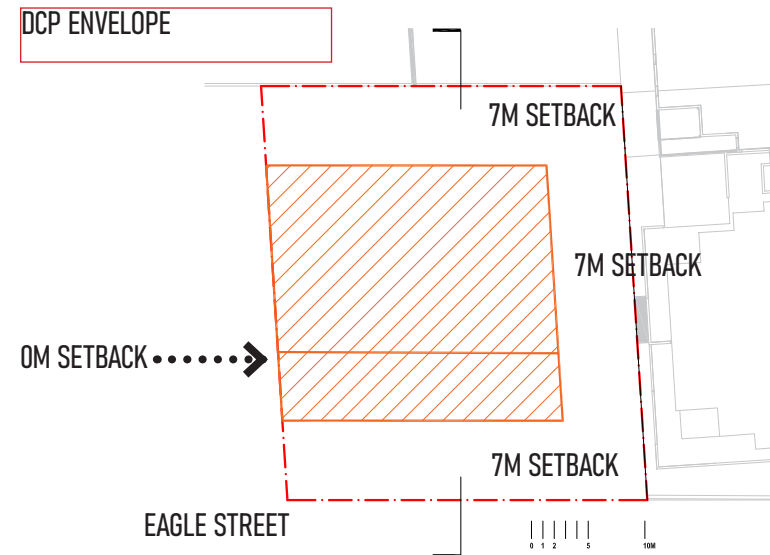 DCP ENVELOPE
7M SETBACK
7M SETBACK
0M SETBACK
7M SETBACK
EAGLE STREET
0 1 2 5 10M